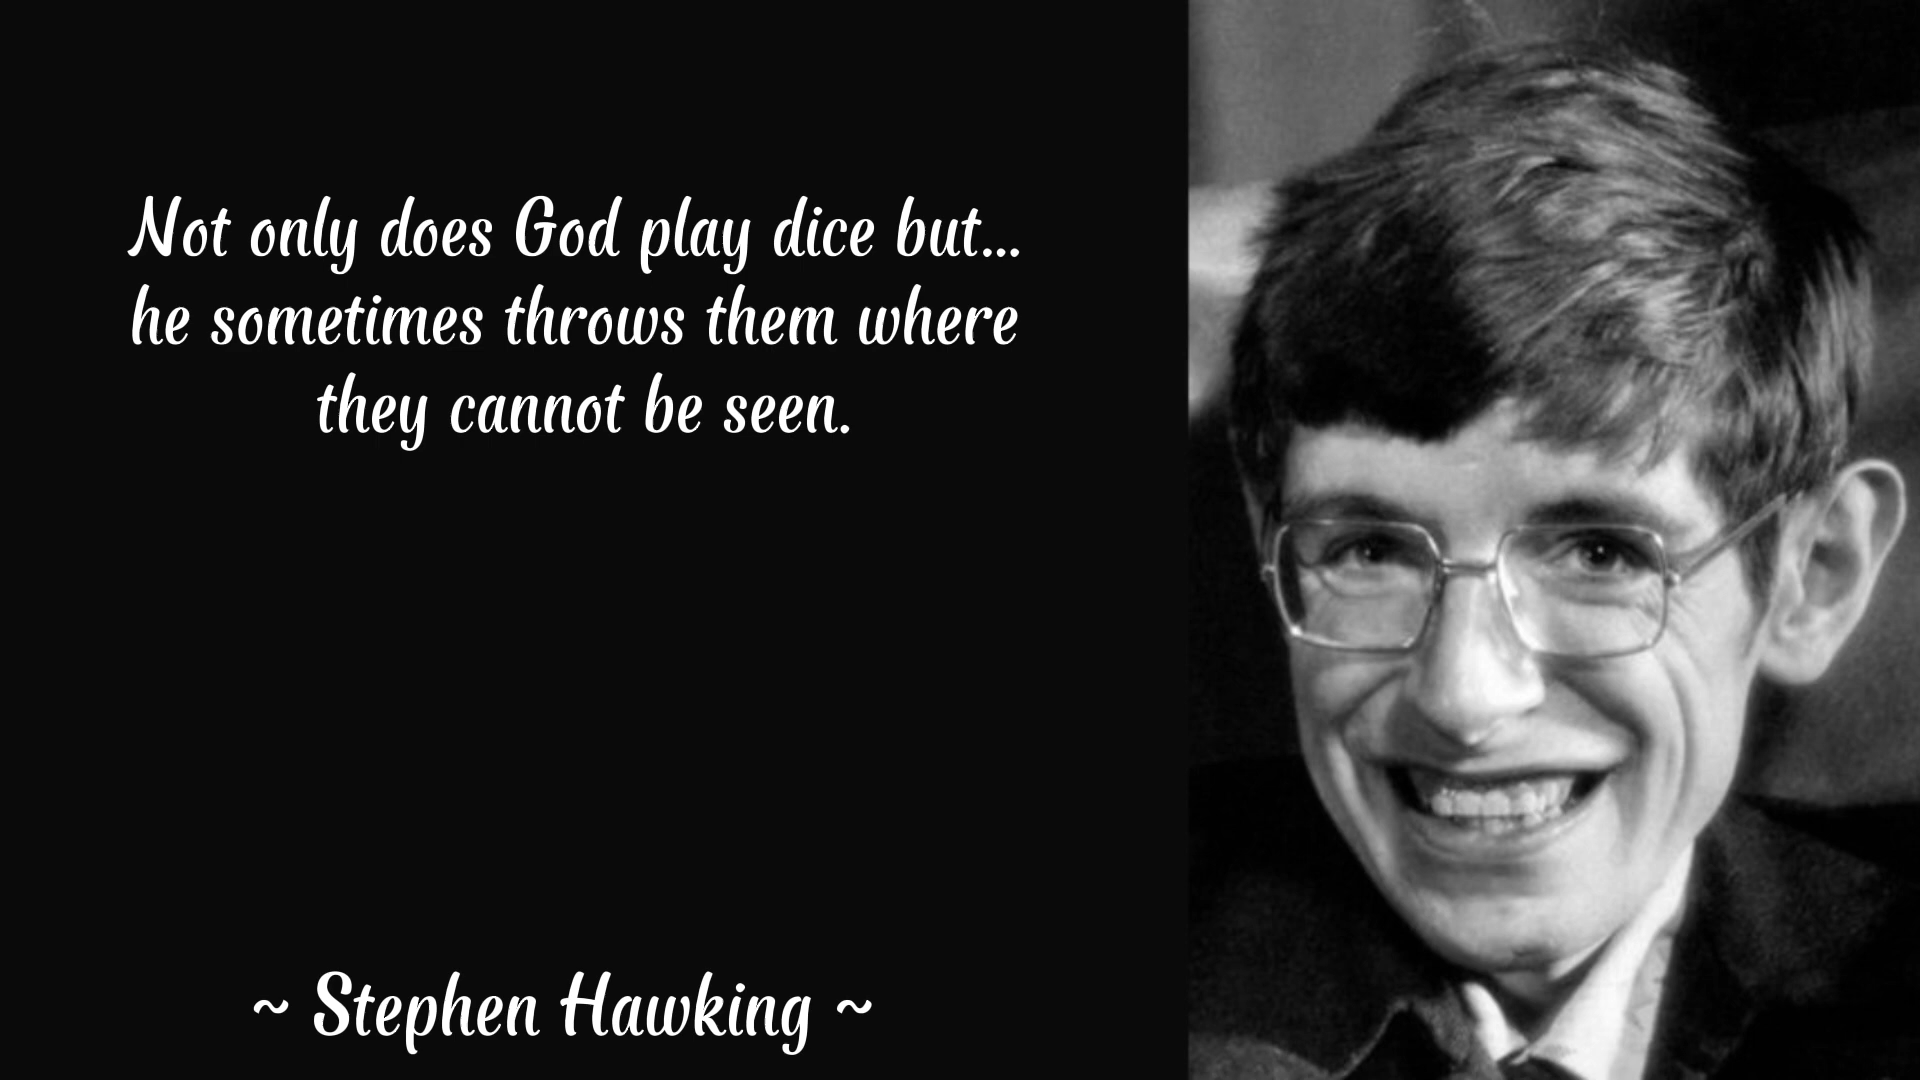 Not only does God play dice but...
he sometimes throws them where
they cannot be seen.
~ Stephen Hawking ~